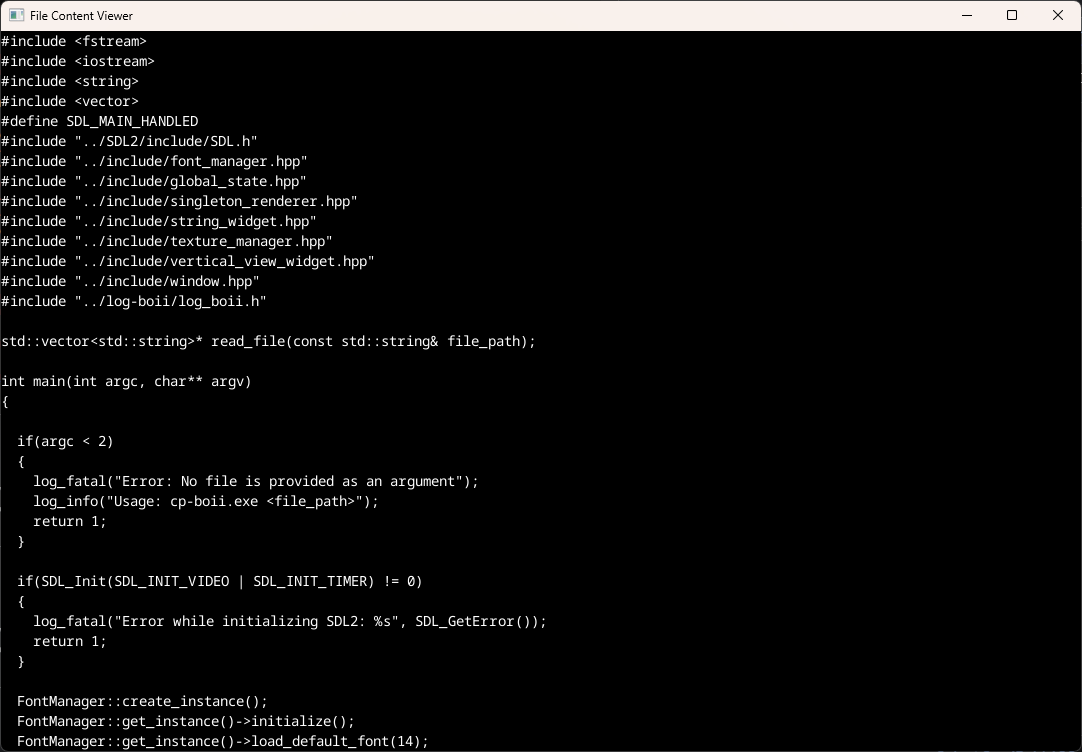 File Content Viewer
#include <fstream>
#include <iostream>
#include <string>
#include <vector>
#define SDL_MAIN_HANDLED
#include "../SDL2/include/SDL.h"
#include "../include/font_manager.hpp"
#include "../include/global_state.hpp"
#include "../include/singleton_renderer.hpp"
#include "../include/string_widget.hpp"
#include "../include/texture_manager.hpp"
#include "../include/vertical_view_widget.hpp"
#include "../include/window.hpp"
#include "../log-boii/log_boii.h"

std::vector<std::string>* read_file(const std::string& file_path);

int main(int argc, char** argv)
{

  if(argc < 2)
  {
    log_fatal("Error: No file is provided as an argument");
    log_info("Usage: cp-boii.exe <file_path>");
    return 1;
  }

  if(SDL_Init(SDL_INIT_VIDEO | SDL_INIT_TIMER) != 0)
  {
    log_fatal("Error while initializing SDL2: %s", SDL_GetError());
    return 1;
  }

  FontManager::create_instance();
  FontManager::get_instance()->initialize();
  FontManager::get_instance()->load_default_font(14);